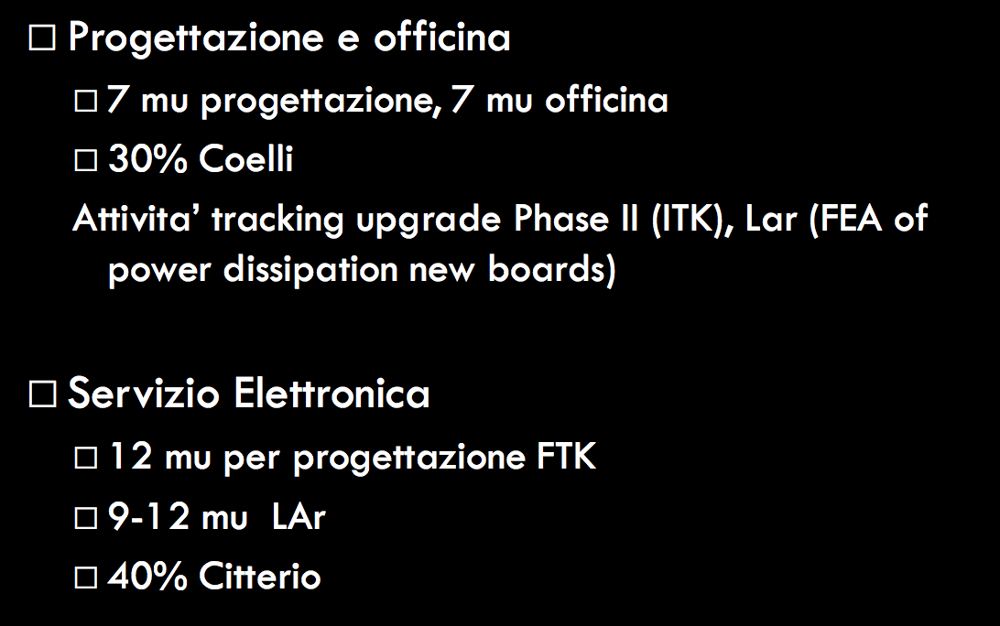 □ Progettazione e officina
□ 7 mu progettazione, 7 mu officina
□ 30% Coelli
Attivita’ tracking upgrade Phase II (ITK), Lar (FEA of
power dissipation new boards)
□ Servizio Elettronica
□ 12 mu per progettazione FTK
□ 9-12 mu  LAr
□ 40% Citterio